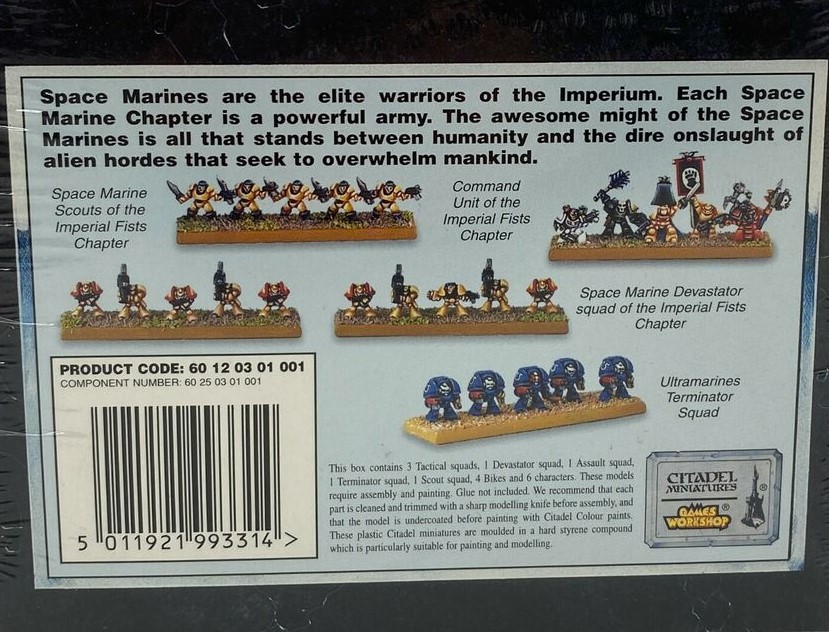 Space Marines are the elite warriors of the Imperium. Each Space
Marine Chapter is a powerful army. The awesome might of the Space
Marines is all that stands between humanity and the dire onslaught of
alien hordes that seek to overwhelm mankind.
Space Marine
Scouts of the
Imperial Fists
Chapter
Command
Unit of the
Imperial Fists
Chapter
Space Marine Devastator
squad of the Imperial Fists
Chapter
Ultramarines
Terminator
Squad
PRODUCT CODE: 60 12 03 01 001
COMPONENT NUMBER: 60 25 03 01 001
5 011921 993314 >
This box contains 3 Tactical squads, 1 Devastator squad, 1 Assault squad,
1 Terminator squad, 1 Scout squad, 4 Bikes and 6 characters. These models
require assembly and painting. Glue not included. We recommend that each
part is cleaned and trimmed with a sharp modelling knife before assembly, and
that the model is undercoated before painting with Citadel Colour paints.
These plastic Citadel miniatures are moulded in a hard styrene compound
which is particularly suitable for painting and modelling.
CITADEL
MINIATURES ®
GAMES
WORKSHOP ®